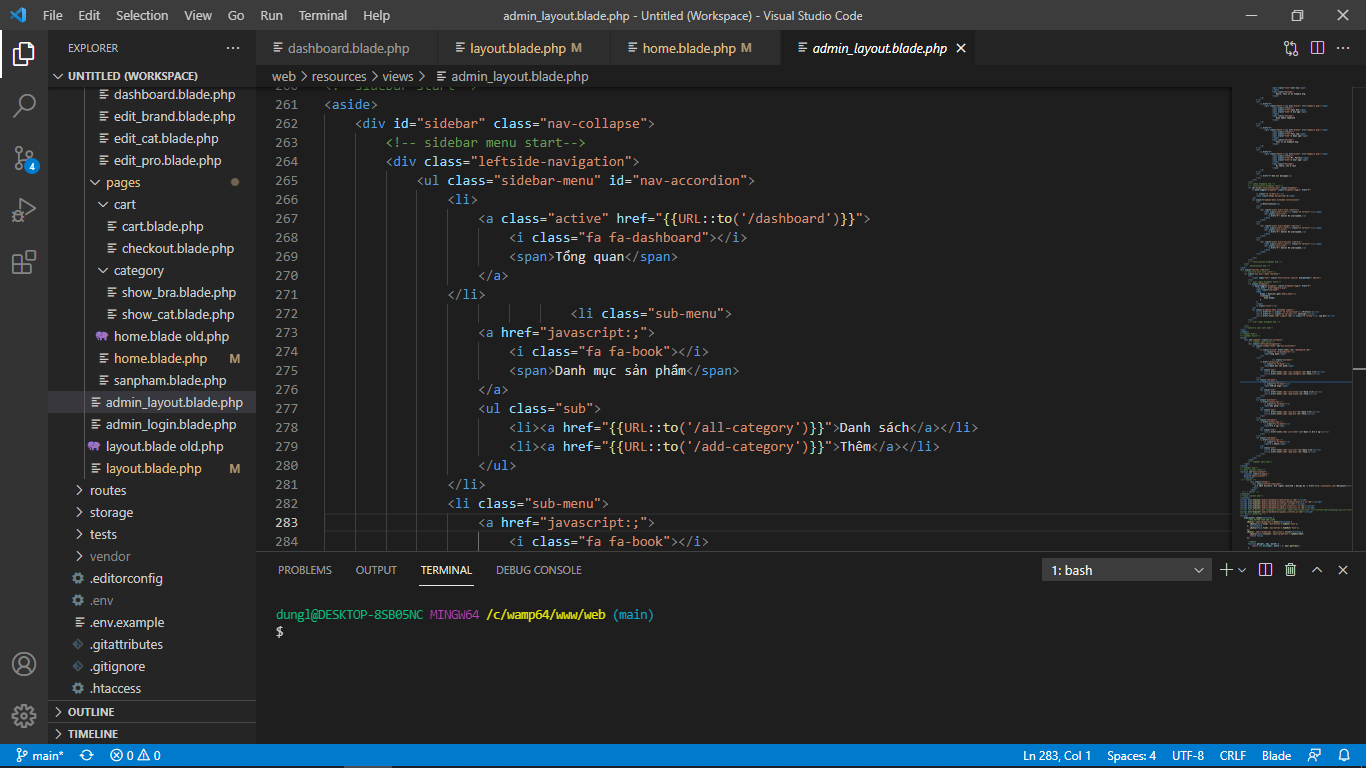 File Edit Selection View Go Run Terminal Help
admin_layout.blade.php - Untitled (Workspace) - Visual Studio Code
EXPLORER
UNTITLED (WORKSPACE)
dashboard.blade.php
edit_brand.blade.php
edit_cat.blade.php
edit_pro.blade.php
pages
cart
cart.blade.php
checkout.blade.php
category
show_bra.blade.php
show_cat.blade.php
home.blade old.php
home.blade.php M
sanpham.blade.php
admin_layout.blade.php
admin_login.blade.php
layout.blade old.php
layout.blade.php M
routes
storage
tests
vendor
.editorconfig
.env
.env.example
.gitattributes
.gitignore
.htaccess
OUTLINE
TIMELINE
4
dashboard.blade.php layout.blade.php M home.blade.php M admin_layout.blade.php
web > resources > views > admin_layout.blade.php
261 <aside>
262 <div id="sidebar" class="nav-collapse">
263 <!-- sidebar menu start-->
264 <div class="leftside-navigation">
265 <ul class="sidebar-menu" id="nav-accordion">
266 <li>
267 <a class="active" href="{{URL::to('/dashboard')}}">
268 <i class="fa fa-dashboard"></i>
269 <span>Tổng quan</span>
270 </a>
271 </li>
272 <li class="sub-menu">
273 <a href="javascript:;">
274 <i class="fa fa-book"></i>
275 <span>Danh mục sản phẩm</span>
276 </a>
277 <ul class="sub">
278 <li><a href="{{URL::to('/all-category')}}">Danh sách</a></li>
279 <li><a href="{{URL::to('/add-category')}}">Thêm</a></li>
280 </ul>
281 </li>
282 <li class="sub-menu">
283 <a href="javascript:;">
284 <i class="fa fa-book"></i>
PROBLEMS OUTPUT TERMINAL DEBUG CONSOLE 1: bash
dungl@DESKTOP-8SB05NC MINGW64 /c/wamp64/www/web (main)
$
main* 0 0 Ln 283, Col 1 Spaces: 4 UTF-8 CRLF Blade